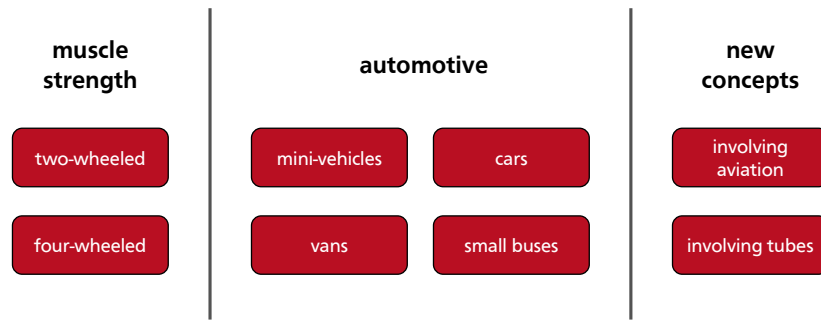 muscle
strength
two-wheeled
four-wheeled
automotive
mini-vehicles
cars
vans
small buses
new
concepts
involving
aviation
involving tubes